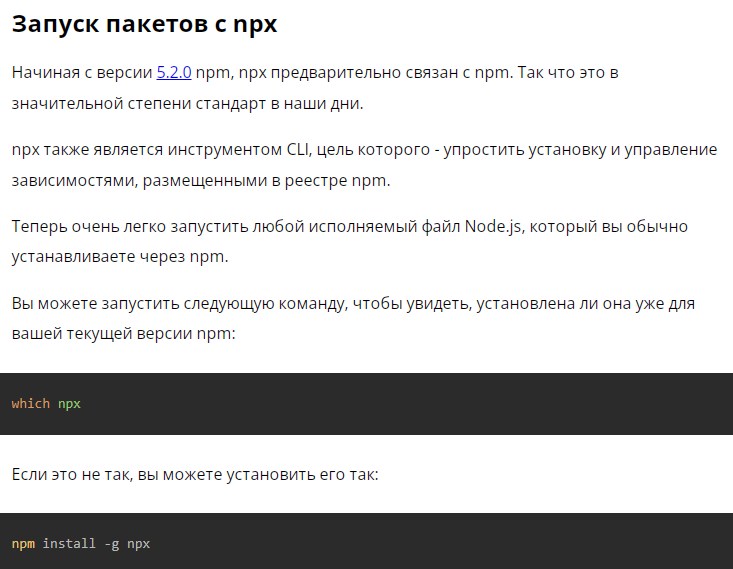 Запуск пакетов с npx
Начиная с версии 5.2.0 npm, npx предварительно связан с npm. Так что это в
значительной степени стандарт в наши дни.
npx также является инструментом CLI, цель которого - упростить установку и управление
зависимостями, размещенными в реестре npm.
Теперь очень легко запустить любой исполняемый файл Node.js, который вы обычно
устанавливаете через npm.
Вы можете запустить следующую команду, чтобы увидеть, установлена ли она уже для
вашей текущей версии npm:
which npx
Если это не так, вы можете установить его так:
npm install -g npx